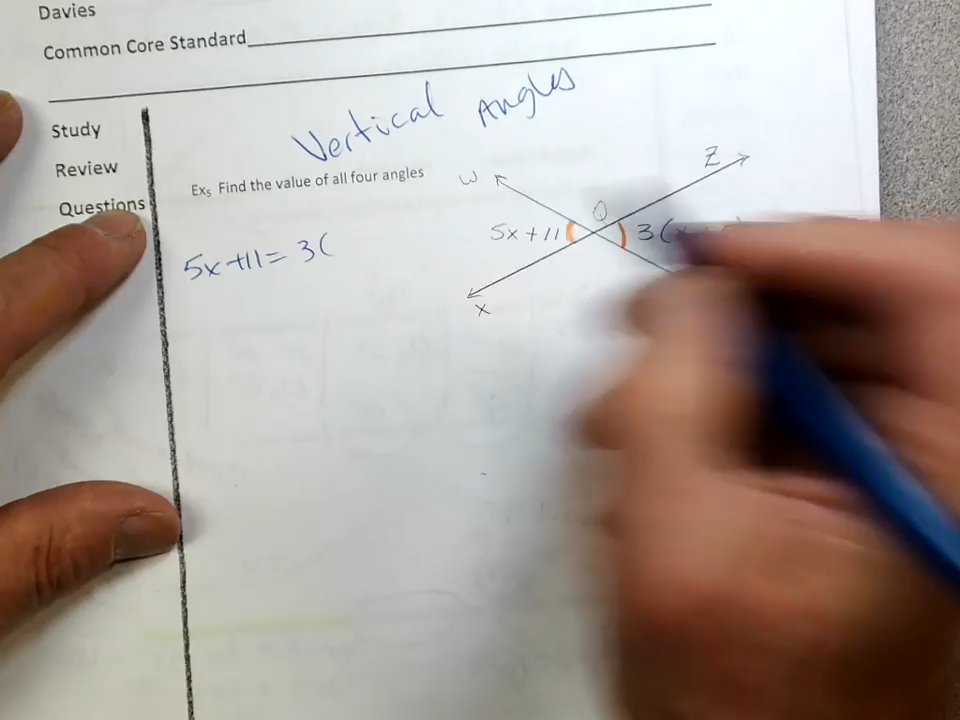 Davies
Common Core Standard
Study
Review
Questions
Vertical Angles
Ex5 Find the value of all four angles
5x+11=3(
W
Z
Q
5x+11
3(
x